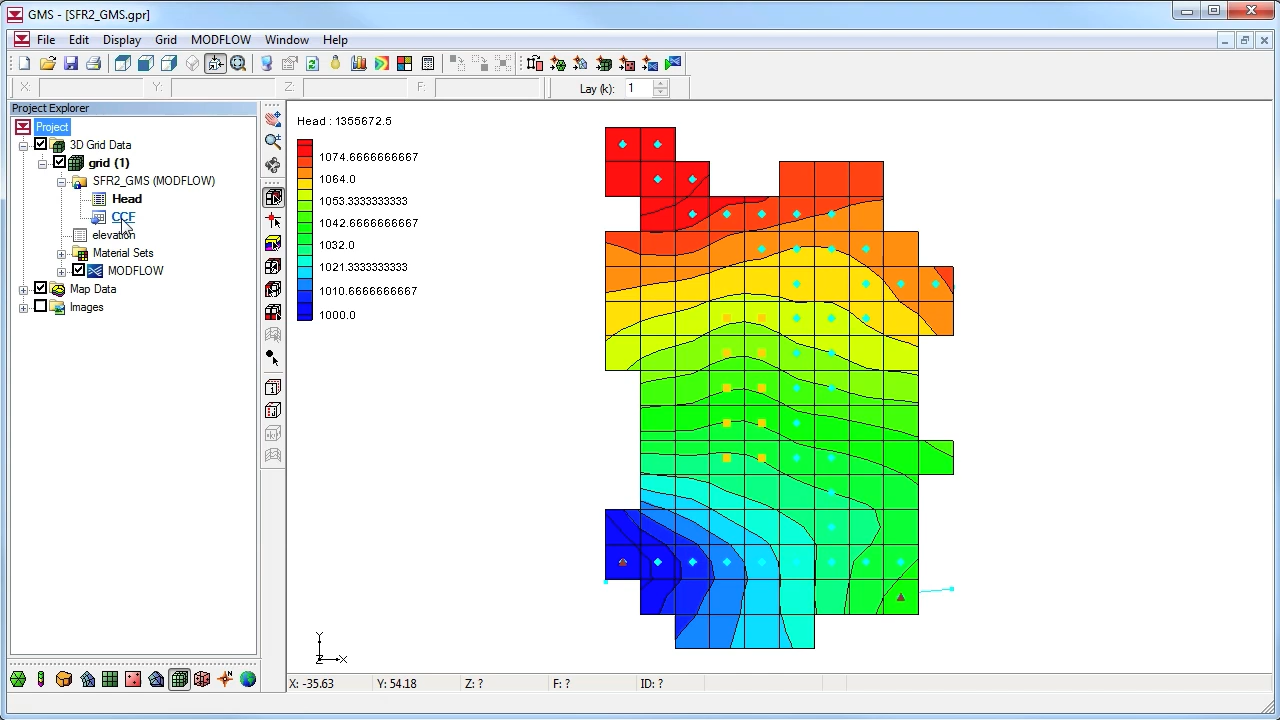 GMS - [SFR2_GMS.gpr]
File Edit Display Grid MODFLOW Window Help
X: Y: Z: F: Lay (k): 1
Project Explorer
Project
3D Grid Data
grid (1)
SFR2_GMS (MODFLOW)
Head
CCF
elevation
Material Sets
MODFLOW
Map Data
Images
Head : 1355672.5
1074.6666666667
1064.0
1053.3333333333
1042.6666666667
1032.0
1021.3333333333
1010.6666666667
1000.0
Y
Z X
X: -35.63 Y: 54.18 Z: ? F: ? ID: ?